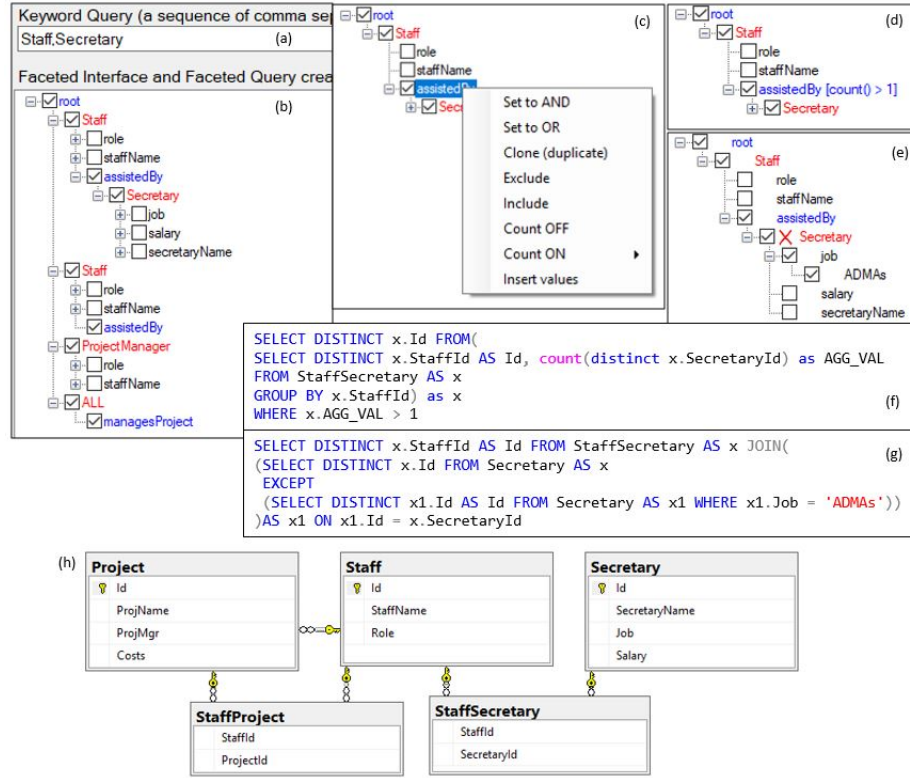 Keyword Query (a sequence of comma sep
Staff,Secretary
(a)
Faceted Interface and Faceted Query crea
(b)
root
Staff
role
staffName
assistedBy
Secretary
job
salary
secretaryName
Staff
role
staffName
assistedBy
ProjectManager
role
staffName
ALL
managesProject
(c)
root
Staff
role
staffName
assistedBy
Sec
Set to AND
Set to OR
Clone (duplicate)
Exclude
Include
Count OFF
Count ON
Insert values
(d)
root
Staff
role
staffName
assistedBy [count() > 1]
Secretary
(e)
root
Staff
role
staffName
assistedBy
Secretary
job
ADMAs
salary
secretaryName
SELECT DISTINCT x.Id FROM(
SELECT DISTINCT x.StaffId AS Id, count(distinct x.SecretaryId) as AGG_VAL
FROM StaffSecretary AS x
GROUP BY x.StaffId) as x
WHERE x.AGG_VAL > 1
(f)
SELECT DISTINCT x.StaffId AS Id FROM StaffSecretary AS x JOIN(
(SELECT DISTINCT x.Id FROM Secretary AS x
EXCEPT
(SELECT DISTINCT x1.Id AS Id FROM Secretary AS x1 WHERE x1.Job = 'ADMAs'))
)AS x1 ON x1.Id = x.SecretaryId
(g)
(h)
Project
Id
ProjName
ProjMgr
Costs
Staff
Id
StaffName
Role
Secretary
Id
SecretaryName
Job
Salary
StaffProject
StaffId
ProjectId
StaffSecretary
StaffId
SecretaryId